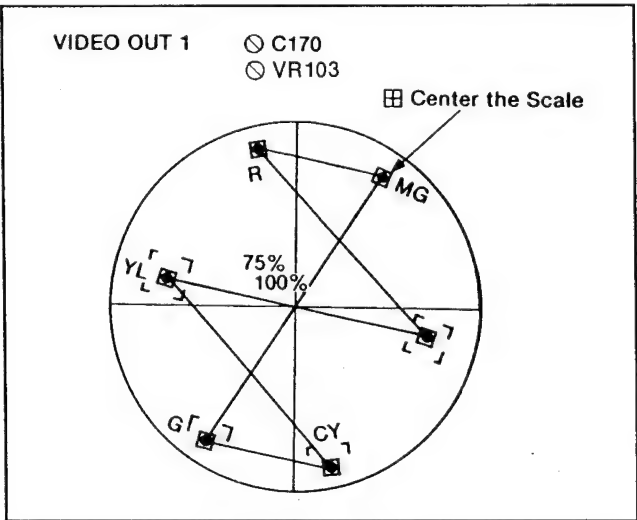 VIDEO OUT 1
⃠ C170
⃠ VR103
⊞ Center the Scale
R
MG
YL
75%
100%
G
CY